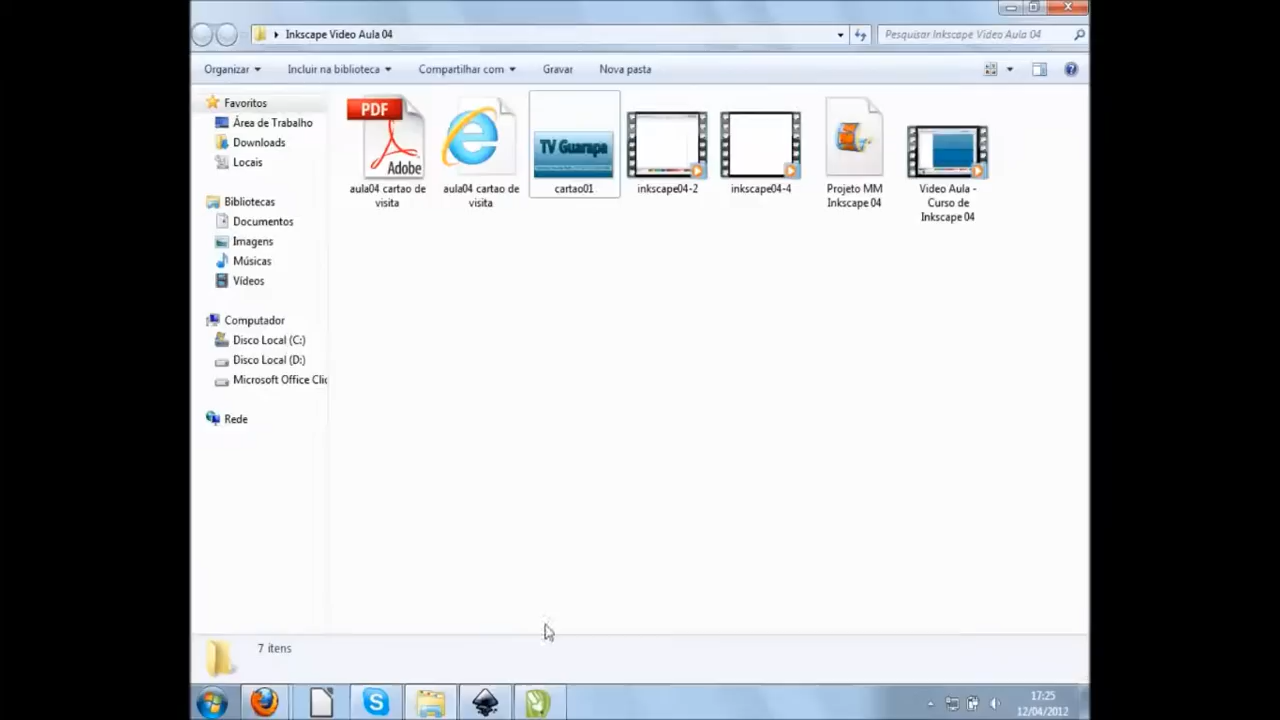 Inkscape Video Aula 04
Pesquisar Inkscape Video Aula 04
Organizar
Incluir na biblioteca
Compartilhar com
Gravar
Nova pasta
Favoritos
Área de Trabalho
Downloads
Locais
Bibliotecas
Documentos
Imagens
Músicas
Vídeos
Computador
Disco Local (C:)
Disco Local (D:)
Microsoft Office Clic
Rede
PDF
Adobe
aula04 cartao de
visita
aula04 cartao de
visita
TV Guarapa
cartao01
inkscape04-2
inkscape04-4
Projeto MM
Inkscape 04
Video Aula -
Curso de
Inkscape 04
7 itens
17:25
12/04/2012